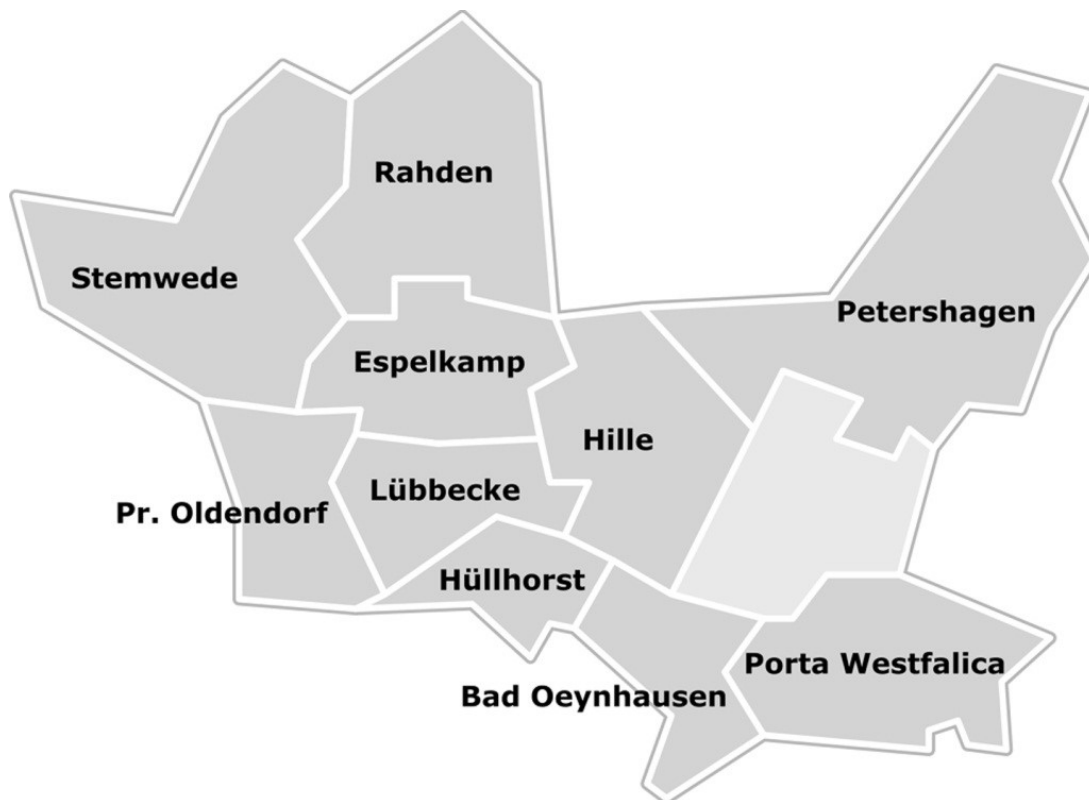 Rahden
Stemwede
Petershagen
Espelkamp
Hille
Lübbecke
Pr. Oldendorf
Hüllhorst
Porta Westfalica
Bad Oeynhausen